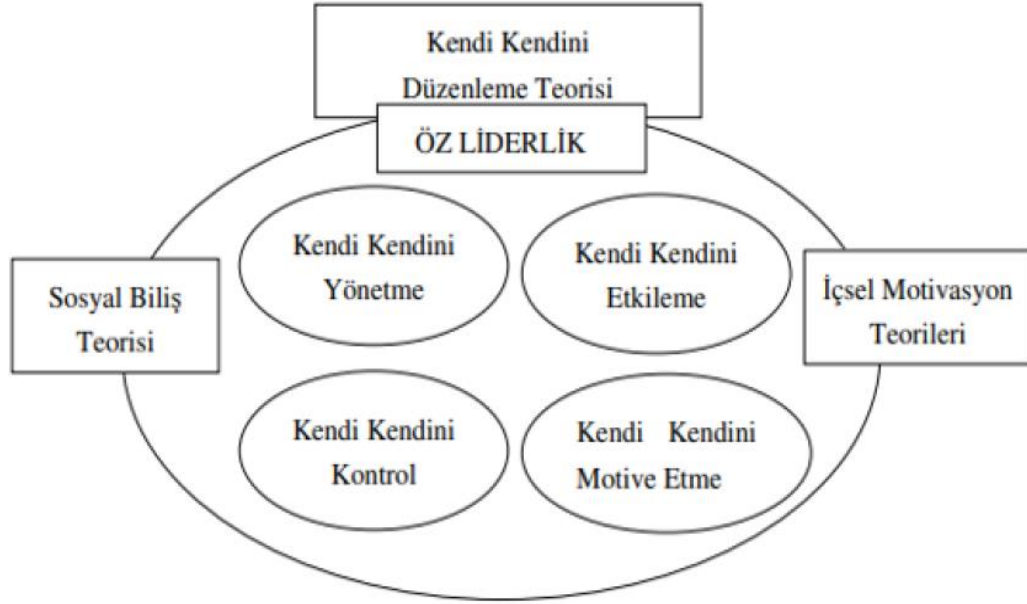 Kendi Kendini
Düzenleme Teorisi
ÖZ LİDERLİK
Kendi Kendini
Yönetme
Kendi Kendini
Etkileme
Sosyal Biliş
Teorisi
İçsel Motivasyon
Teorileri
Kendi Kendini
Kontrol
Kendi Kendini
Motive Etme